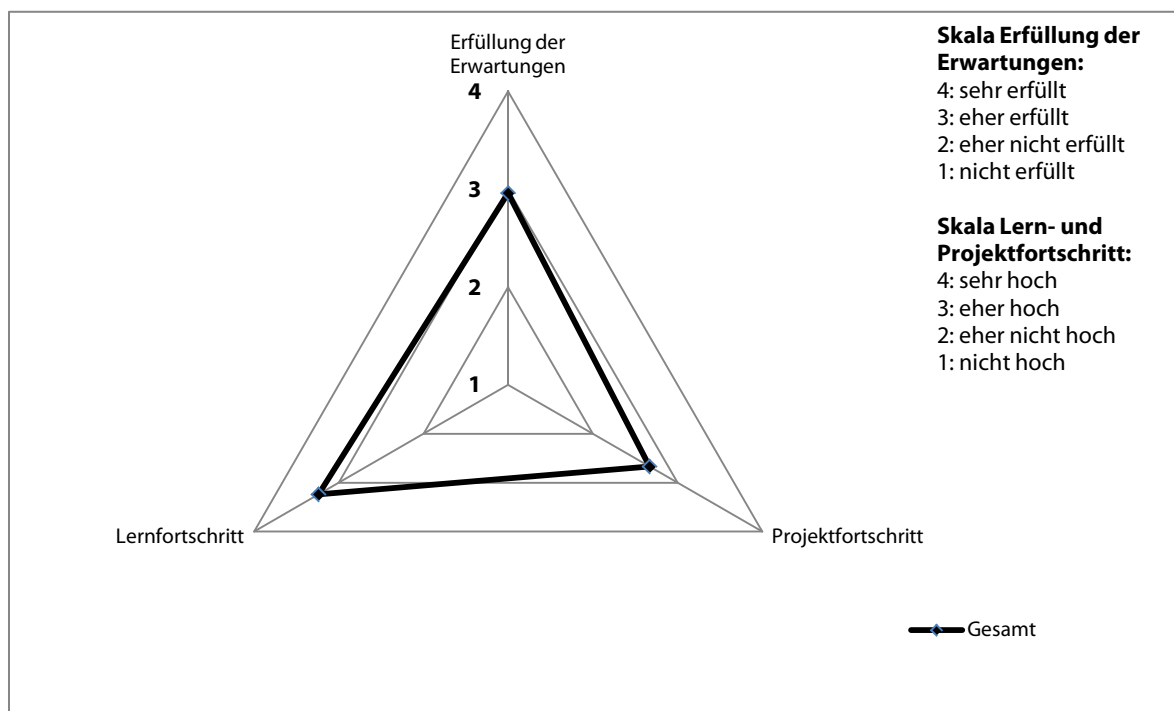 Erfüllung der
Erwartungen
4
3
2
1
Lernfortschritt
Projektfortschritt
Gesamt
Skala Erfüllung der
Erwartungen:
4: sehr erfüllt
3: eher erfüllt
2: eher nicht erfüllt
1: nicht erfüllt
Skala Lern- und
Projektfortschritt:
4: sehr hoch
3: eher hoch
2: eher nicht hoch
1: nicht hoch